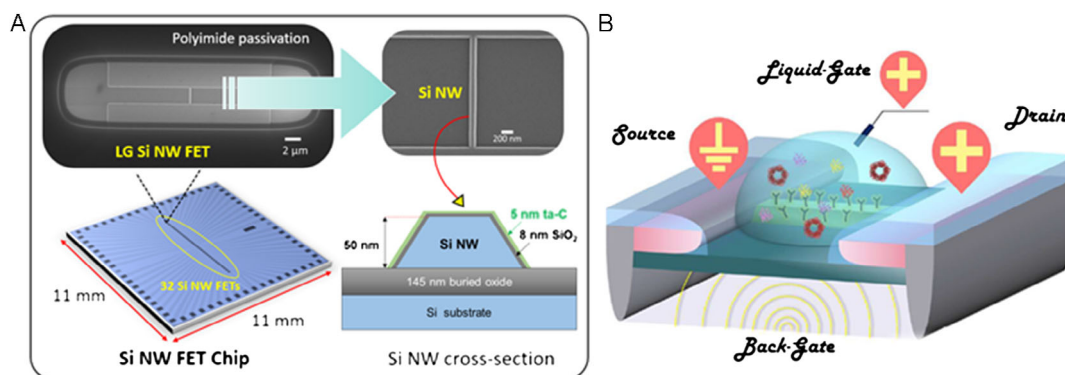 A
Polyimide passivation
LG Si NW FET
2 μm
Si NW
200 nm
32 Si NW FETs
11 mm
11 mm
Si NW FET Chip
5 nm ta-C
8 nm SiO₂
50 nm
Si NW
145 nm buried oxide
Si substrate
Si NW cross-section
B
Liquid-Gate
Source
Drain
Back-Gate